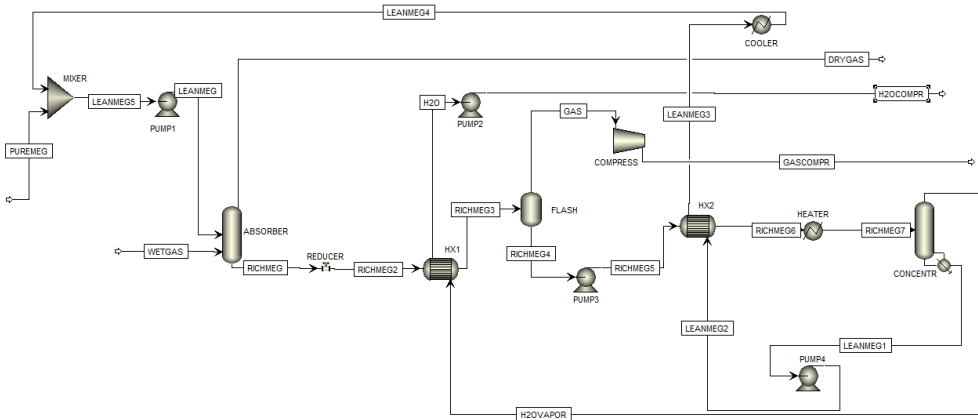 LEANMEG4
COOLER
DRYGAS
MIXER
LEANMEG
H2OCOMPR
LEANMEG5
H2O
PUMP2
GAS
LEANMEG3
PUMP1
PUREMEG
COMPRESS
GASCOMPR
HX2
RICHMEG3
FLASH
HEATER
ABSORBER
RICHMEG6
RICHMEG7
HX1
WETGAS
REDUCER
RICHMEG4
RICHMEG
RICHMEG2
RICHMEG5
CONCENTR
PUMP3
LEANMEG2
LEANMEG1
PUMP4
H2OVAPOR